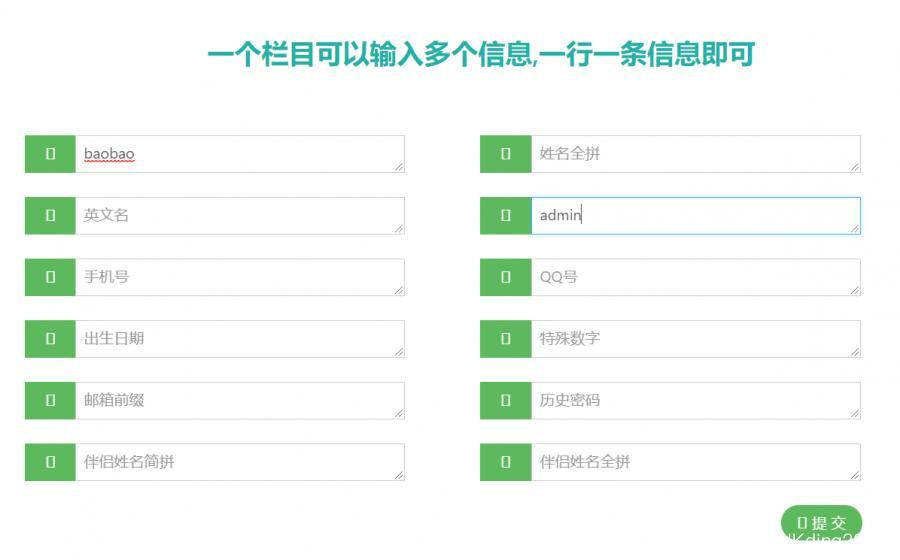 一个栏目可以输入多个信息,一行一条信息即可
baobao
姓名全拼
英文名
admin
手机号
QQ号
出生日期
特殊数字
邮箱前缀
历史密码
伴侣姓名简拼
伴侣姓名全拼
提交